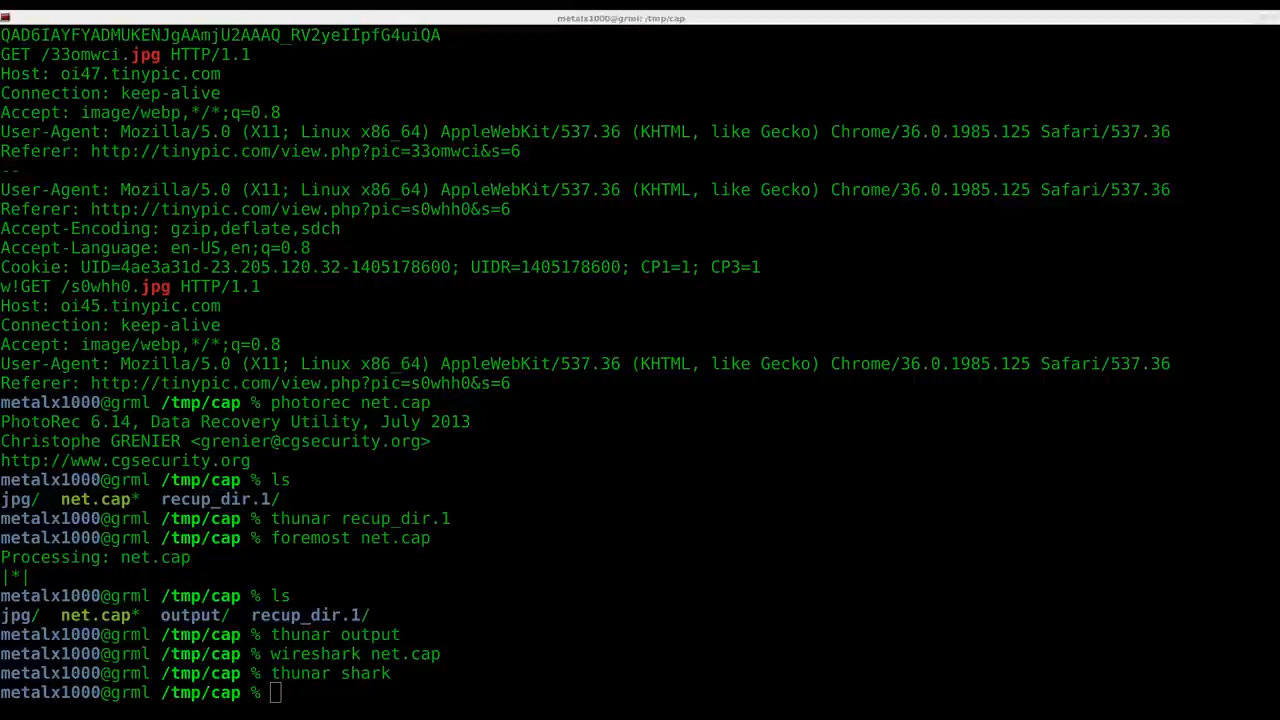 metalx1000@grml: /tmp/cap
QAD6IAYFYADMUKENJgAAmjU2AAAQ_RV2yeIIpfG4uiQA
GET /33omwci.jpg HTTP/1.1
Host: oi47.tinypic.com
Connection: keep-alive
Accept: image/webp,*/*;q=0.8
User-Agent: Mozilla/5.0 (X11; Linux x86_64) AppleWebKit/537.36 (KHTML, like Gecko) Chrome/36.0.1985.125 Safari/537.36
Referer: http://tinypic.com/view.php?pic=33omwci&s=6
--
User-Agent: Mozilla/5.0 (X11; Linux x86_64) AppleWebKit/537.36 (KHTML, like Gecko) Chrome/36.0.1985.125 Safari/537.36
Referer: http://tinypic.com/view.php?pic=s0whh0&s=6
Accept-Encoding: gzip,deflate,sdch
Accept-Language: en-US,en;q=0.8
Cookie: UID=4ae3a31d-23.205.120.32-1405178600; UIDR=1405178600; CP1=1; CP3=1
w!GET /s0whh0.jpg HTTP/1.1
Host: oi45.tinypic.com
Connection: keep-alive
Accept: image/webp,*/*;q=0.8
User-Agent: Mozilla/5.0 (X11; Linux x86_64) AppleWebKit/537.36 (KHTML, like Gecko) Chrome/36.0.1985.125 Safari/537.36
Referer: http://tinypic.com/view.php?pic=s0whh0&s=6
metalx1000@grml /tmp/cap % photorec net.cap
PhotoRec 6.14, Data Recovery Utility, July 2013
Christophe GRENIER <grenier@cgsecurity.org>
http://www.cgsecurity.org
metalx1000@grml /tmp/cap % ls
jpg/  net.cap*  recup_dir.1/
metalx1000@grml /tmp/cap % thunar recup_dir.1
metalx1000@grml /tmp/cap % foremost net.cap
Processing: net.cap
|*|
metalx1000@grml /tmp/cap % ls
jpg/  net.cap*  output/  recup_dir.1/
metalx1000@grml /tmp/cap % thunar output
metalx1000@grml /tmp/cap % wireshark net.cap
metalx1000@grml /tmp/cap % thunar shark
metalx1000@grml /tmp/cap %